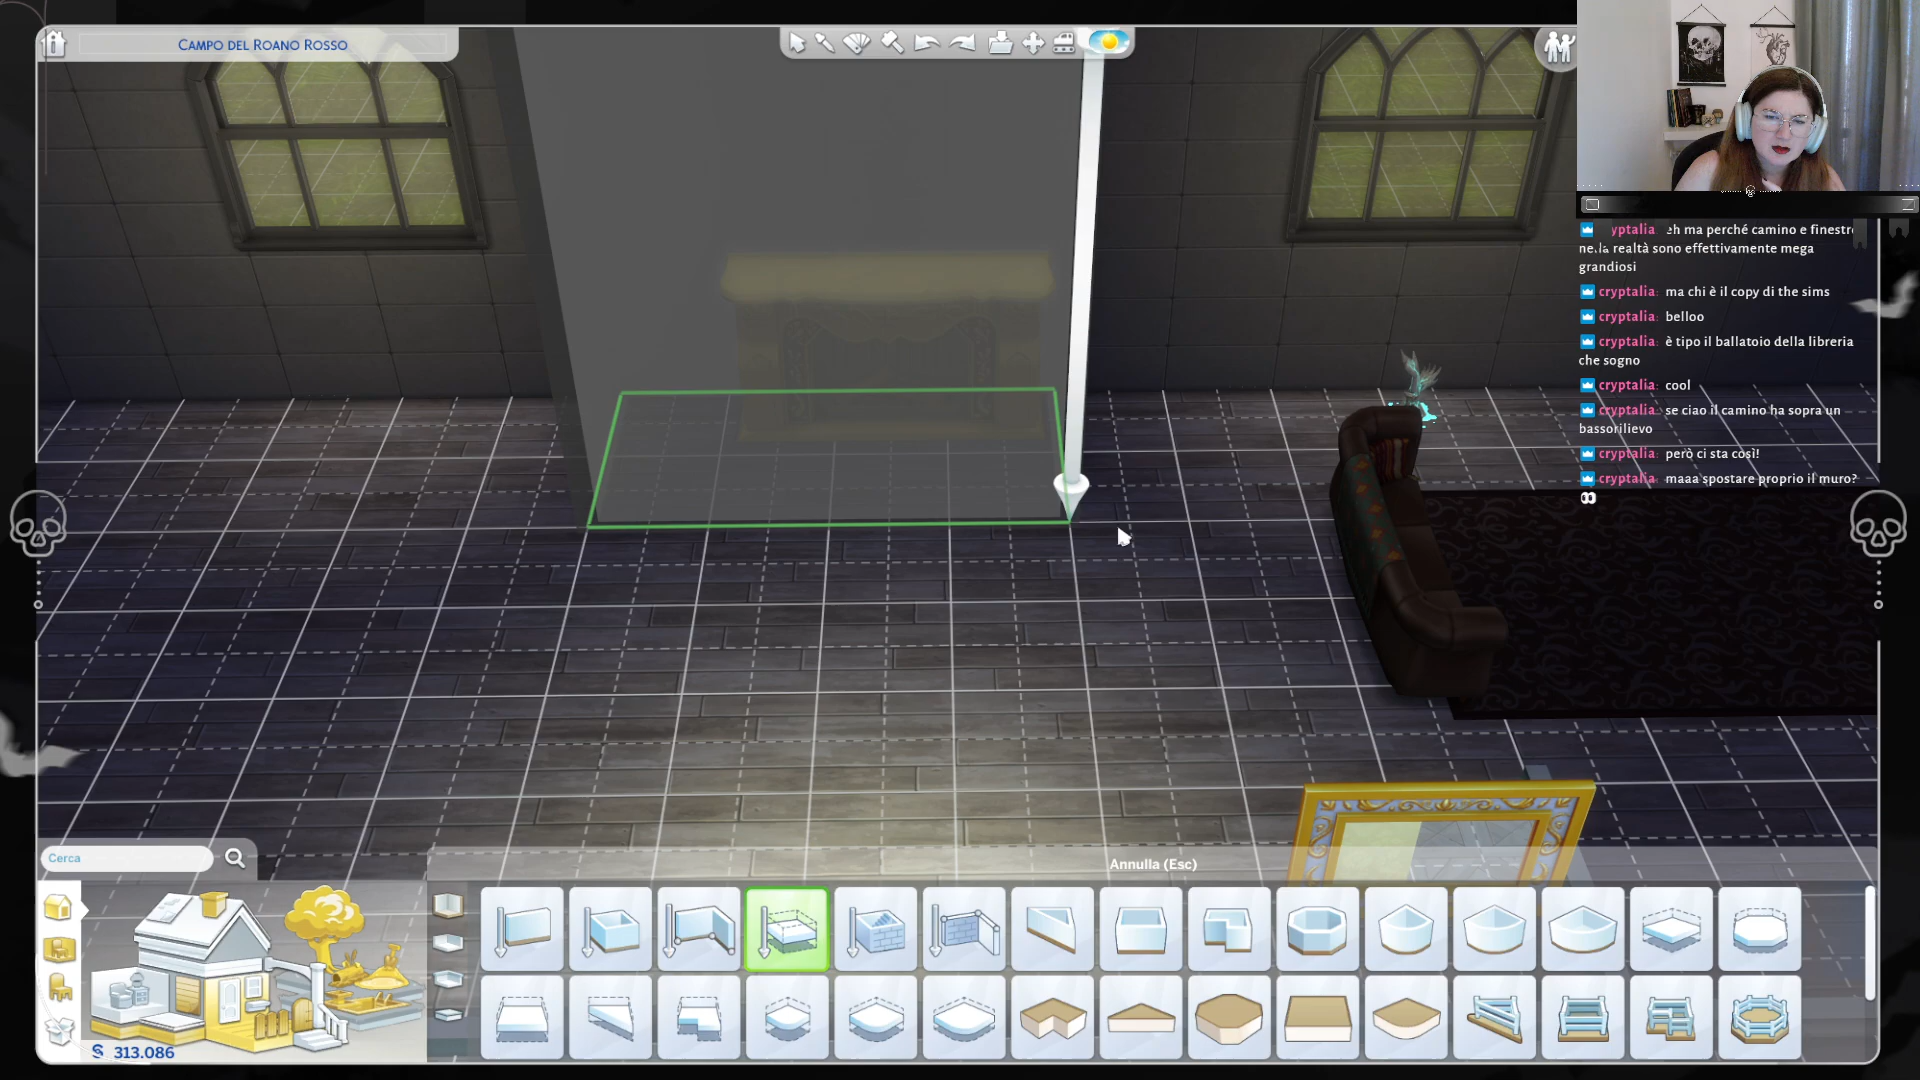 Campo del Roano Rosso
cryptalia: eh ma perché camino e finestre
nella realtà sono effettivamente mega
grandiosi
cryptalia: ma chi è il copy di the sims
cryptalia: belloo
cryptalia: è tipo il ballatoio della libreria
che sogno
cryptalia: cool
cryptalia: se ciao il camino ha sopra un
bassorilievo
cryptalia: però ci sta così!
cryptalia: maaa spostare proprio il muro?
Cerca
Annulla (Esc)
§ 313.086